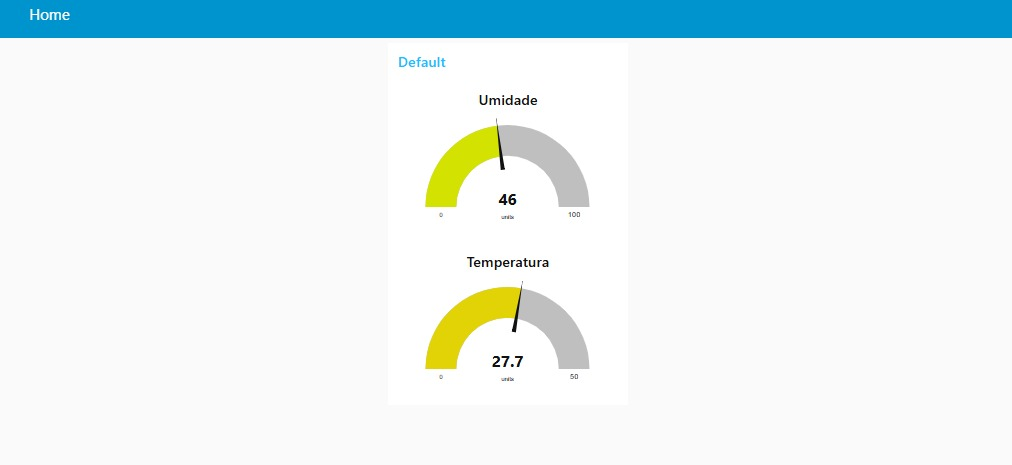 Home
Default
Umidade
46
units
0
100
Temperatura
27.7
units
0
50